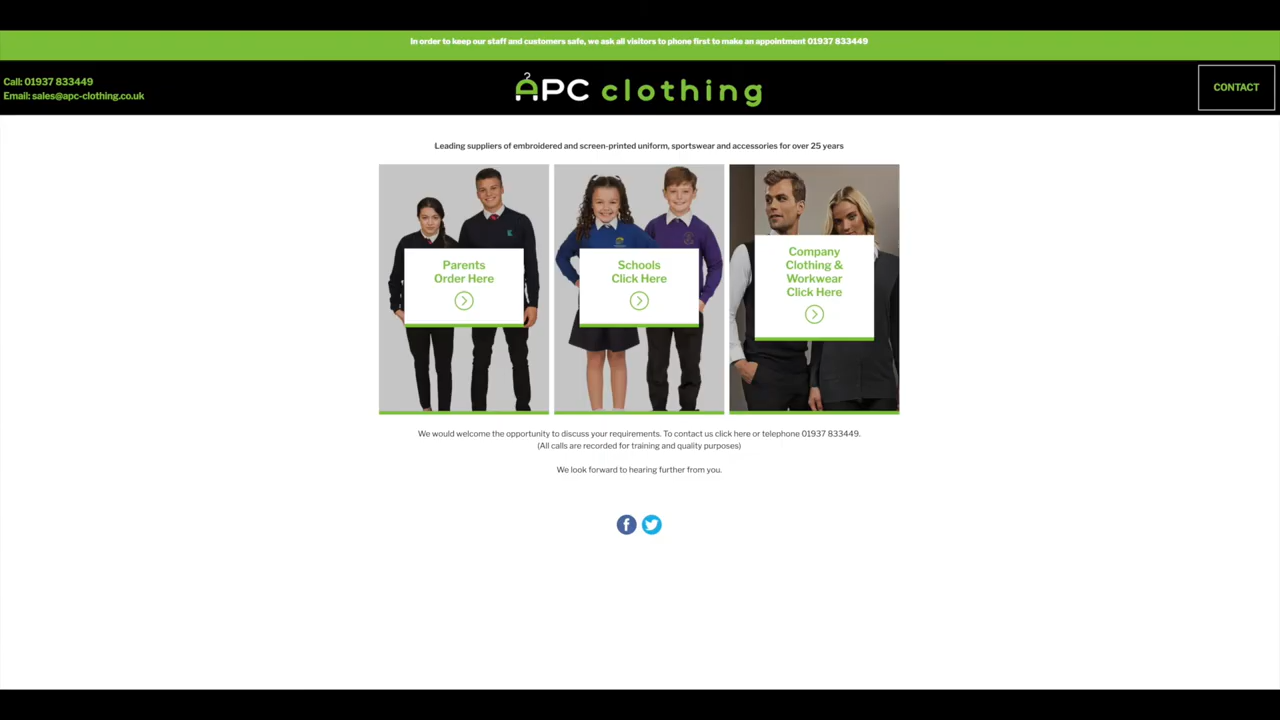 In order to keep our staff and customers safe, we ask all visitors to phone first to make an appointment 01937 833449
Call: 01937 833449
Email: sales@apc-clothing.co.uk
APC clothing
CONTACT
Leading suppliers of embroidered and screen-printed uniform, sportswear and accessories for over 25 years
Parents
Order Here
Schools
Click Here
Company
Clothing &
Workwear
Click Here
We would welcome the opportunity to discuss your requirements. To contact us click here or telephone 01937 833449.
(All calls are recorded for training and quality purposes)
We look forward to hearing further from you.